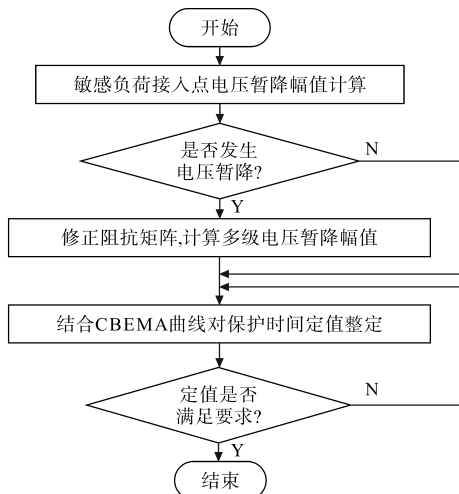 开始
敏感负荷接入点电压暂降幅值计算
是否发生
电压暂降?
N
Y
修正阻抗矩阵,计算多级电压暂降幅值
结合CBEMA曲线对保护时间定值整定
定值是否
满足要求?
N
Y
结束